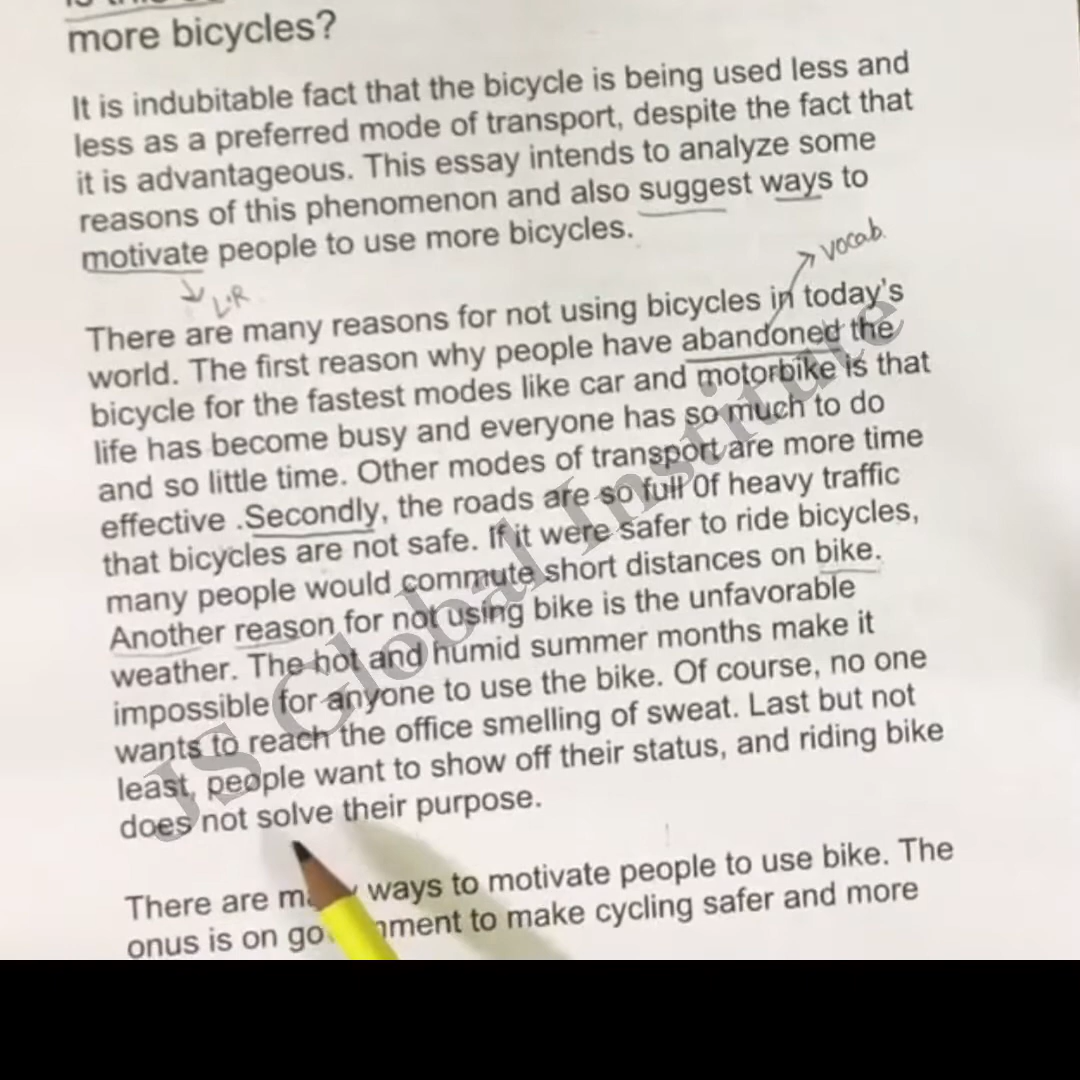 more bicycles?
It is indubitable fact that the bicycle is being used less and
less as a preferred mode of transport, despite the fact that
it is advantageous. This essay intends to analyze some
reasons of this phenomenon and also suggest ways to
motivate people to use more bicycles.
vocab.
L.R
There are many reasons for not using bicycles in today's
world. The first reason why people have abandoned the
bicycle for the fastest modes like car and motorbike is that
life has become busy and everyone has so much to do
and so little time. Other modes of transport are more time
effective .Secondly, the roads are so full 0f heavy traffic
that bicycles are not safe. If it were safer to ride bicycles,
many people would commute short distances on bike.
Another reason for not using bike is the unfavorable
weather. The hot and humid summer months make it
impossible for anyone to use the bike. Of course, no one
wants to reach the office smelling of sweat. Last but not
least, people want to show off their status, and riding bike
does not solve their purpose.
There are ways to motivate people to use bike. The
onus is on to make cycling safer and more
JS Global Institute